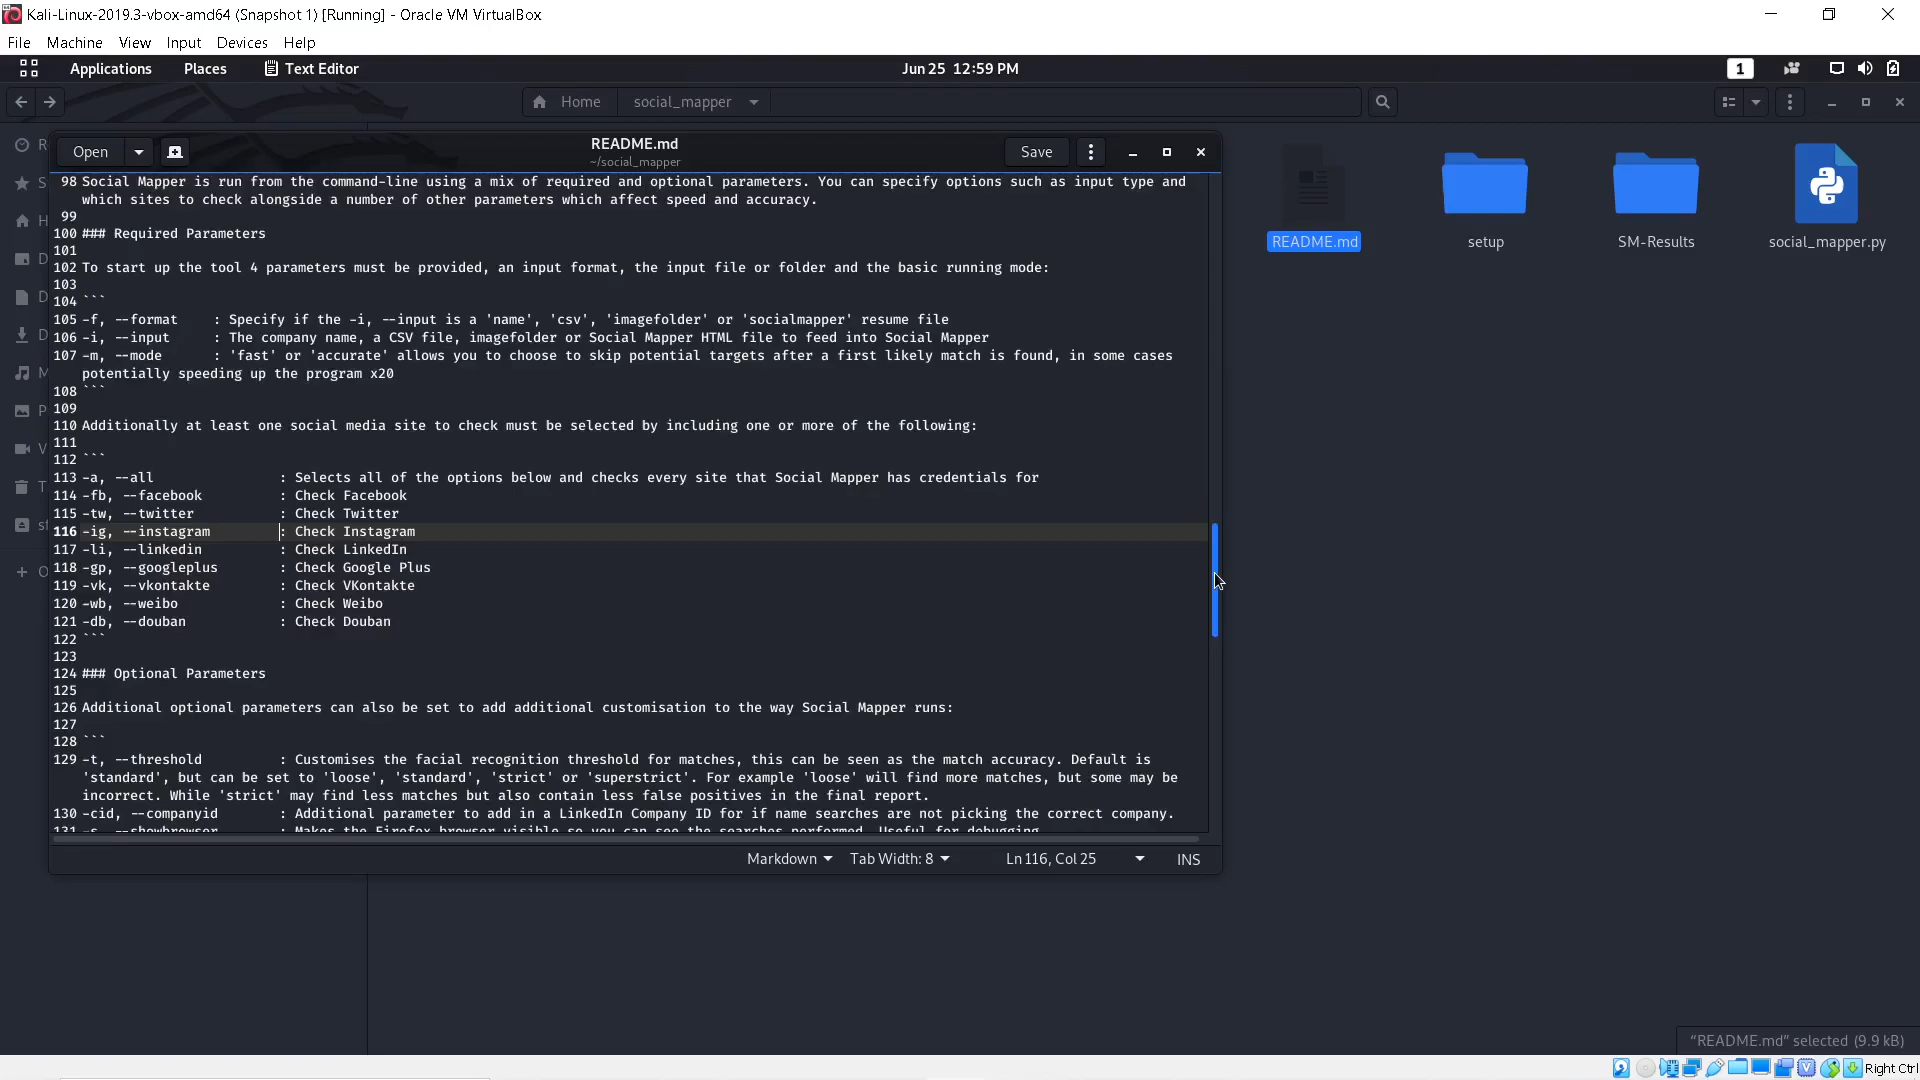 Kali-Linux-2019.3-vbox-amd64 (Snapshot 1) [Running] - Oracle VM VirtualBox
File Machine View Input Devices Help
Applications Places Text Editor Jun 25 12:59 PM 1
Home social_mapper
Open README.md Save
~/social_mapper
98 Social Mapper is run from the command-line using a mix of required and optional parameters. You can specify options such as input type and
which sites to check alongside a number of other parameters which affect speed and accuracy.
99
100 ### Required Parameters
101
102 To start up the tool 4 parameters must be provided, an input format, the input file or folder and the basic running mode:
103
104 ```
105 -f, --format : Specify if the -i, --input is a 'name', 'csv', 'imagefolder' or 'socialmapper' resume file
106 -i, --input : The company name, a CSV file, imagefolder or Social Mapper HTML file to feed into Social Mapper
107 -m, --mode : 'fast' or 'accurate' allows you to choose to skip potential targets after a first likely match is found, in some cases
potentially speeding up the program x20
108 ```
109
110 Additionally at least one social media site to check must be selected by including one or more of the following:
111
112 ```
113 -a, --all : Selects all of the options below and checks every site that Social Mapper has credentials for
114 -fb, --facebook : Check Facebook
115 -tw, --twitter : Check Twitter
116 -ig, --instagram : Check Instagram
117 -li, --linkedin : Check LinkedIn
118 -gp, --googleplus : Check Google Plus
119 -vk, --vkontakte : Check VKontakte
120 -wb, --weibo : Check Weibo
121 -db, --douban : Check Douban
122 ```
123
124 ### Optional Parameters
125
126 Additional optional parameters can also be set to add additional customisation to the way Social Mapper runs:
127
128 ```
129 -t, --threshold : Customises the facial recognition threshold for matches, this can be seen as the match accuracy. Default is
'standard', but can be set to 'loose', 'standard', 'strict' or 'superstrict'. For example 'loose' will find more matches, but some may be
incorrect. While 'strict' may find less matches but also contain less false positives in the final report.
130 -cid, --companyid : Additional parameter to add in a LinkedIn Company ID for if name searches are not picking the correct company.
131 -s, --showbrowser : Makes the Firefox browser visible so you can see the searches performed. Useful for debugging.
Markdown Tab Width: 8 Ln 116, Col 25 INS
README.md setup SM-Results social_mapper.py
"README.md" selected (9.9 kB)
Right Ctrl